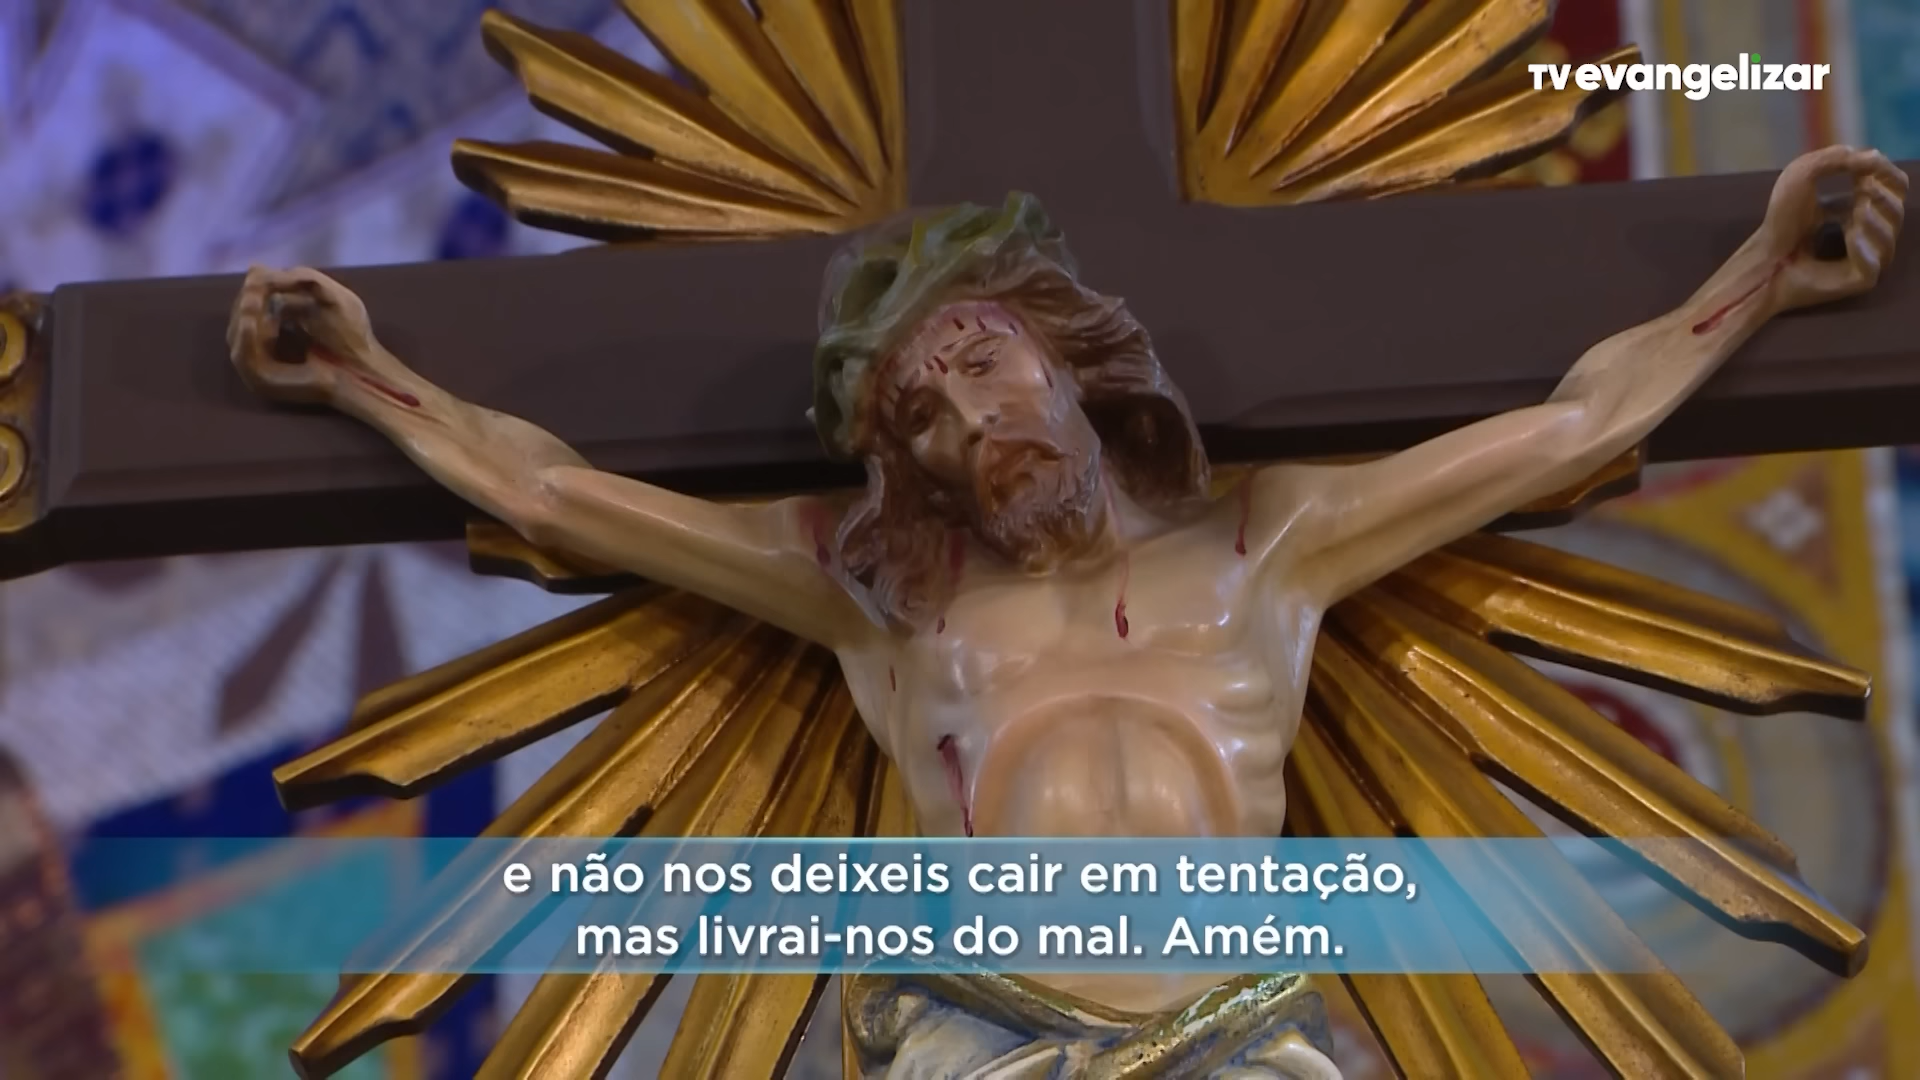 TVevangelizar
e não nos deixeis cair em tentação,
mas livrai-nos do mal. Amém.